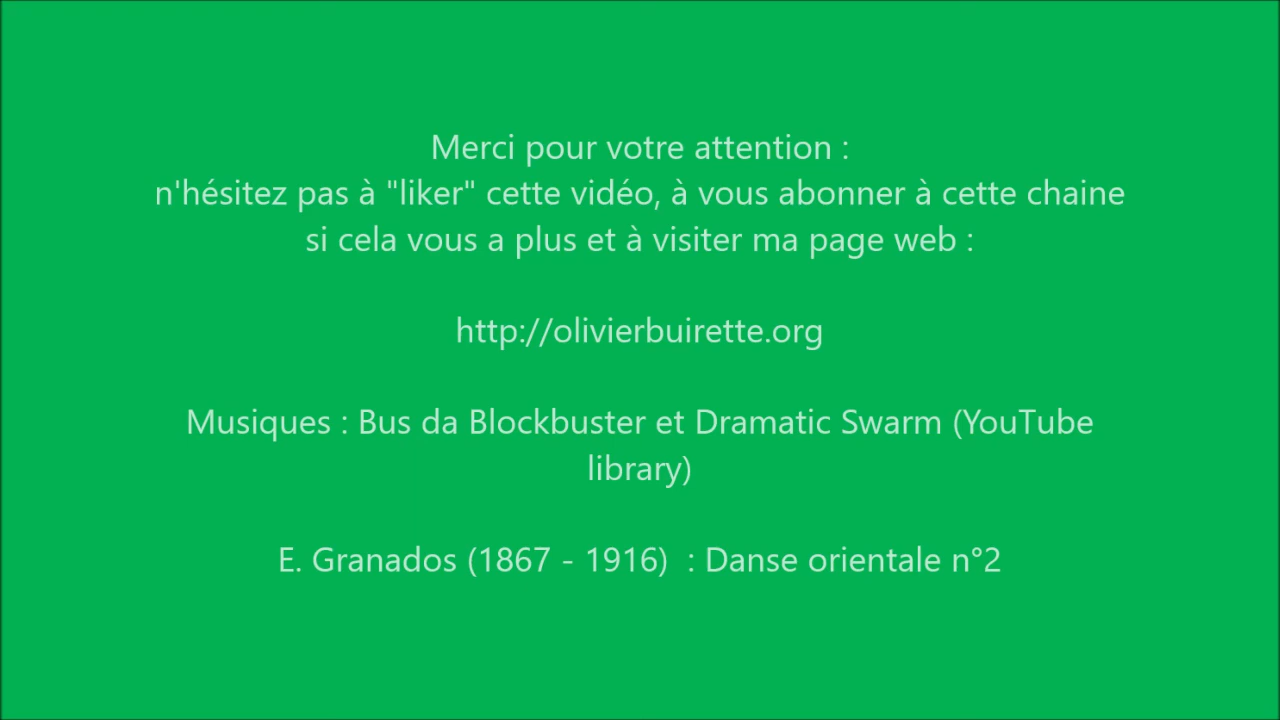 Merci pour votre attention :
n'hésitez pas à "liker" cette vidéo, à vous abonner à cette chaine
si cela vous a plus et à visiter ma page web :
http://olivierbuirette.org
Musiques : Bus da Blockbuster et Dramatic Swarm (YouTube
library)
E. Granados (1867 - 1916)  : Danse orientale n°2